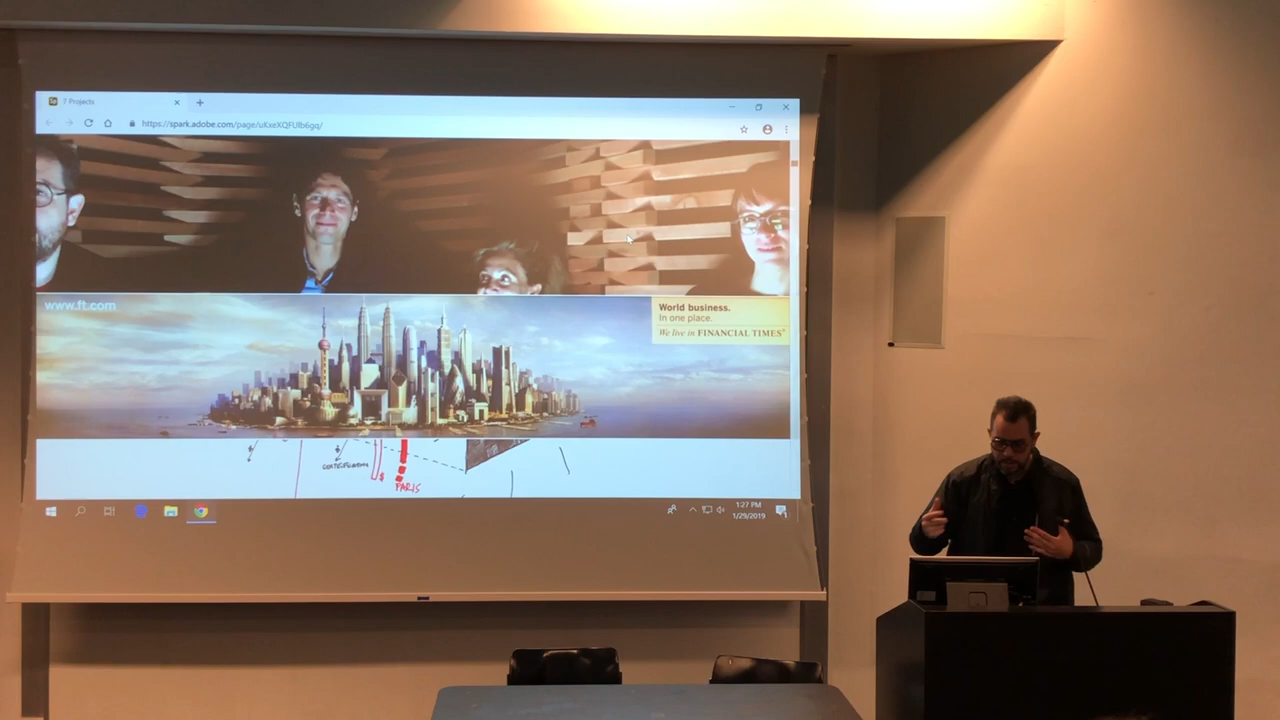 7 Projects
https://spark.adobe.com/page/uKxeXQFUIb6gq/
www.ft.com
World business.
In one place.
We live in FINANCIAL TIMES®
$
PARIS
1:27 PM
1/29/2019